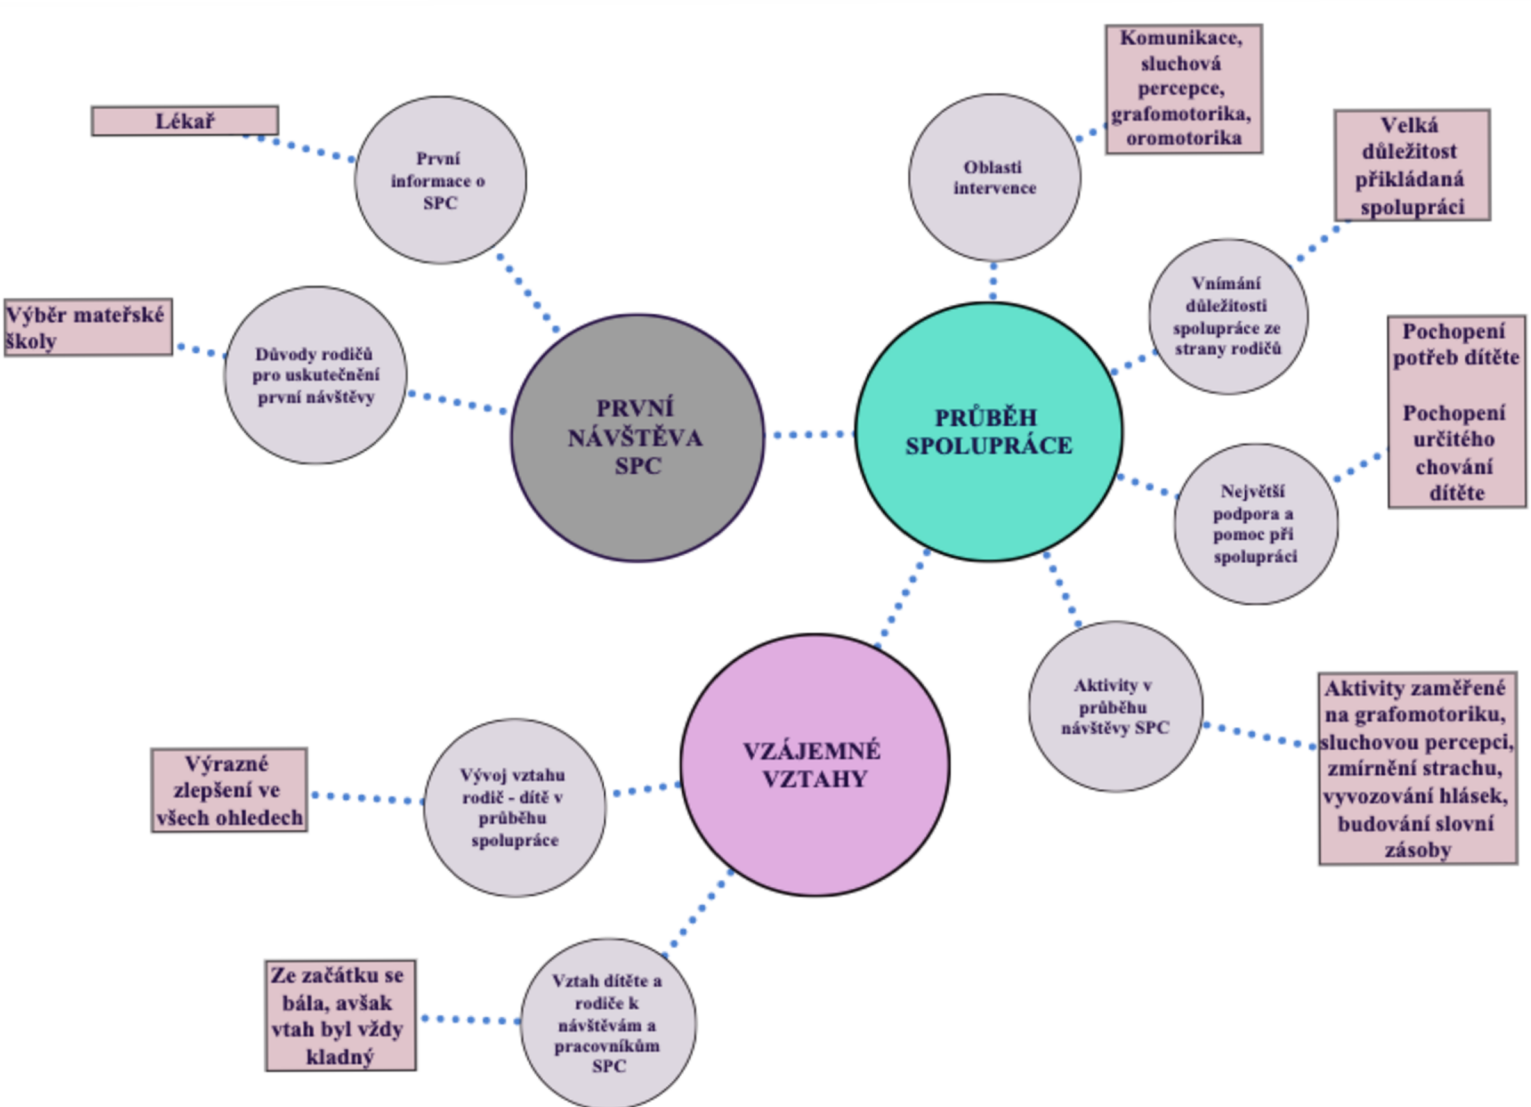 Lékař
První
informace o
SPC
Výběr mateřské
školy
Důvody rodičů
pro uskutečnění
první návštěvy
PRVNÍ
NÁVŠTĚVA
SPC
Komunikace,
sluchová
percepce,
grafomotorika,
oromotorika
Oblasti
intervence
Velká
důležitost
přikládaná
spolupráci
Vnímání
důležitosti
spolupráce ze
strany rodičů
PRŮBĚH
SPOLUPRÁCE
Pochopení
potřeb dítěte
Pochopení
určitého
chování
dítěte
Největší
podpora a
pomoc při
spolupráci
Aktivity v
průběhu
návštěvy SPC
Aktivity zaměřené
na grafomotoriku,
sluchovou percepci,
zmírnění strachu,
vyvozování hlásek,
budování slovní
zásoby
VZÁJEMNÉ
VZTAHY
Výrazné
zlepšení ve
všech ohledech
Vývoj vztahu
rodič - dítě v
průběhu
spolupráce
Ze začátku se
bála, avšak
vtah byl vždy
kladný
Vztah dítěte a
rodiče k
návštěvám a
pracovníkům
SPC